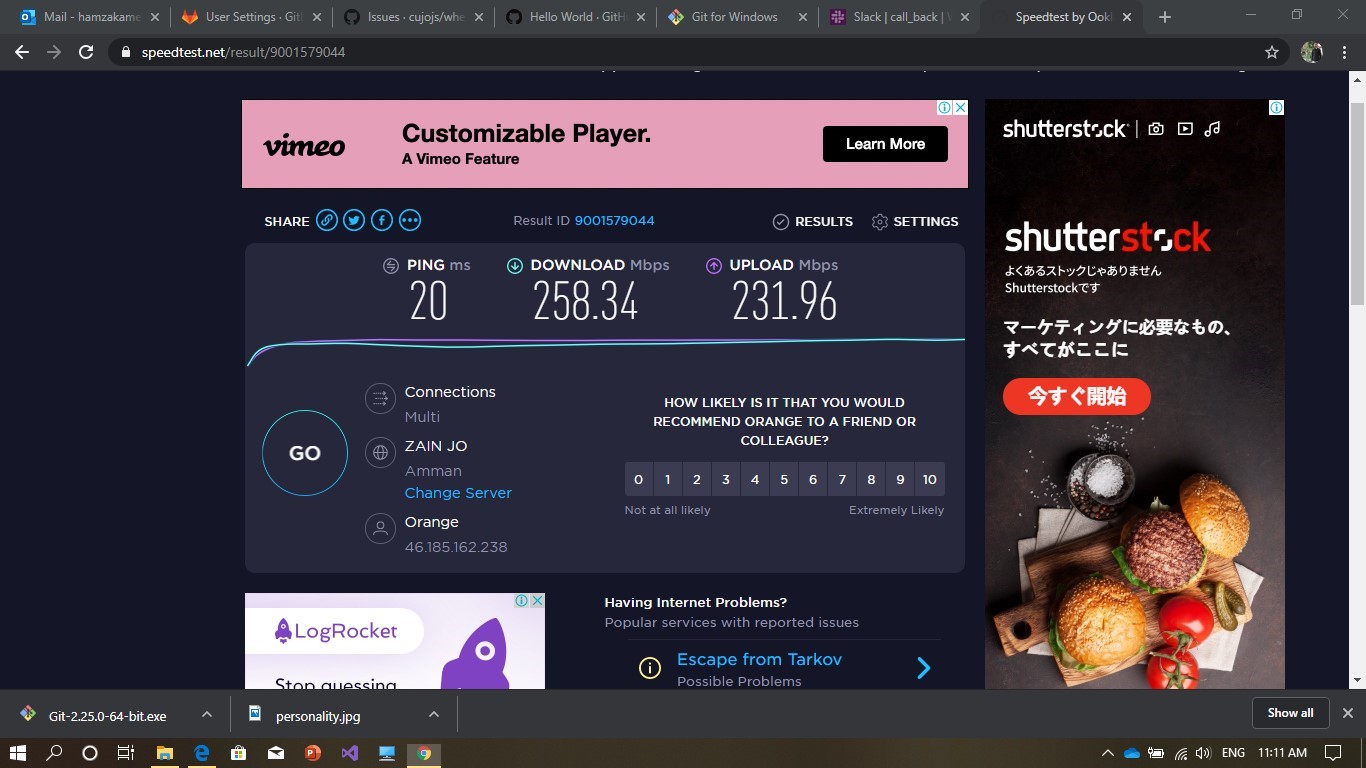 Mail - hamzakame
User Settings · Git
Issues · cujojs/whe
Hello World · GitH
Git for Windows
Slack | call_back |
Speedtest by Ookl
speedtest.net/result/9001579044
vimeo
Customizable Player.
A Vimeo Feature
Learn More
SHARE
Result ID 9001579044
RESULTS
SETTINGS
PING ms
DOWNLOAD Mbps
UPLOAD Mbps
20
258.34
231.96
GO
Connections
Multi
ZAIN JO
Amman
Change Server
Orange
46.185.162.238
HOW LIKELY IS IT THAT YOU WOULD
RECOMMEND ORANGE TO A FRIEND OR
COLLEAGUE?
0 1 2 3 4 5 6 7 8 9 10
Not at all likely
Extremely Likely
LogRocket
Stop guessing
Having Internet Problems?
Popular services with reported issues
Escape from Tarkov
Possible Problems
shutterstock
shutterstock
よくあるストックじゃありません
Shutterstockです
マーケティングに必要なもの、
すべてがここに
今すぐ開始
Git-2.25.0-64-bit.exe
personality.jpg
Show all
ENG
11:11 AM